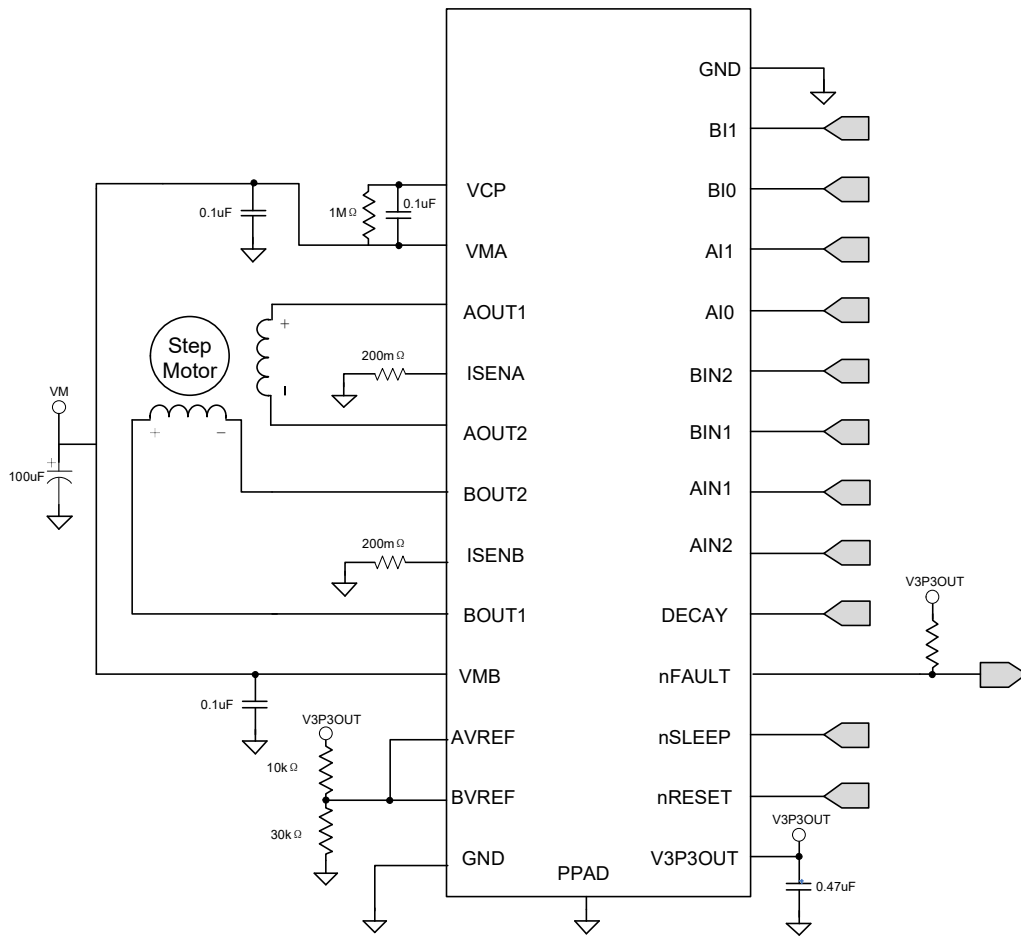 GND
BI1
VCP
BI0
0.1uF
1MΩ
0.1uF
VMA
AI1
AOUT1
AI0
+
Step
Motor
200mΩ
ISENA
BIN2
VM
+
−
AOUT2
BIN1
+
100uF
BOUT2
AIN1
200mΩ
ISENB
AIN2
V3P3OUT
BOUT1
DECAY
VMB
nFAULT
0.1uF
V3P3OUT
AVREF
nSLEEP
10kΩ
BVREF
nRESET
V3P3OUT
30kΩ
GND
V3P3OUT
PPAD
0.47uF